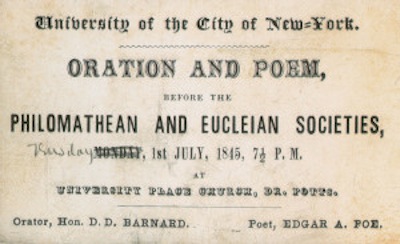 University of the City of New=York.
ORATION AND POEM,
BEFORE THE
PHILOMATHEAN AND EUCLEIAN SOCIETIES,
Tuesday MONDAY, 1st JULY, 1845, 7½ P. M.
AT
UNIVERSITY PLACE CHURCH, DR. POTTS.
Orator, Hon. D. D. BARNARD. Poet, EDGAR A. POE.